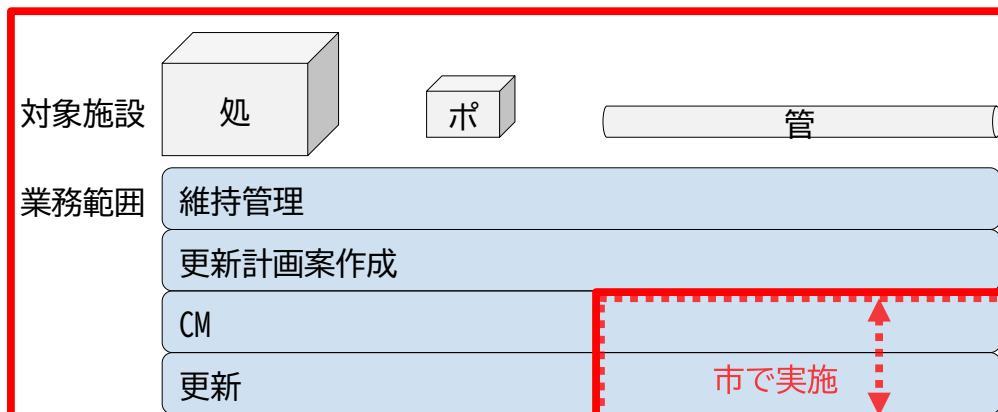 対象施設
処
ポ
管
業務範囲
維持管理
更新計画案作成
CM
更新
市で実施